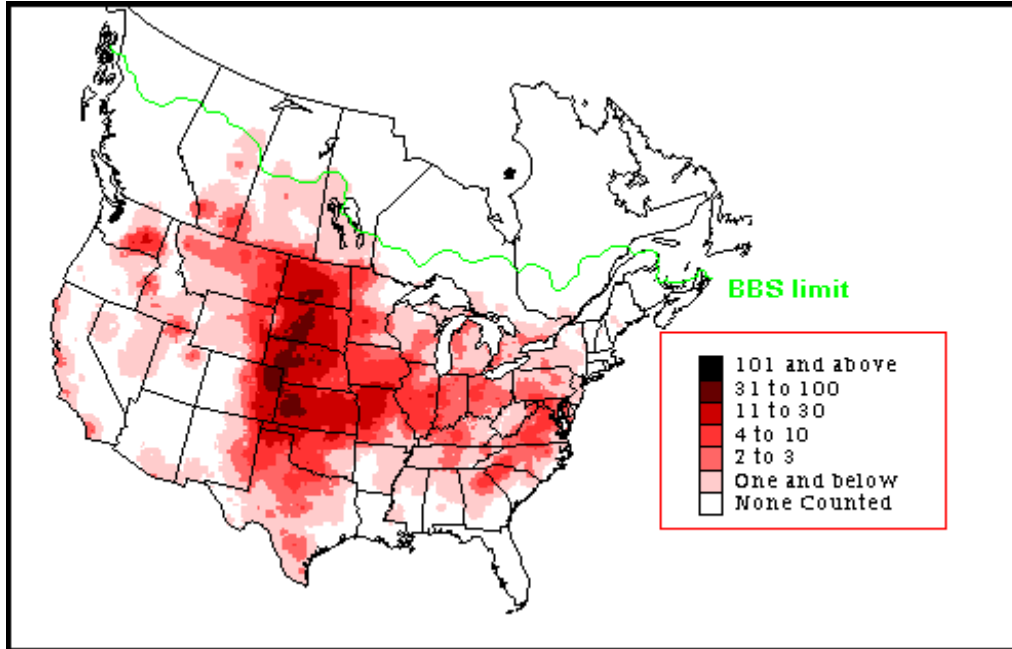 BBS limit
101 and above
31 to 100
11 to 30
4 to 10
2 to 3
One and below
None Counted